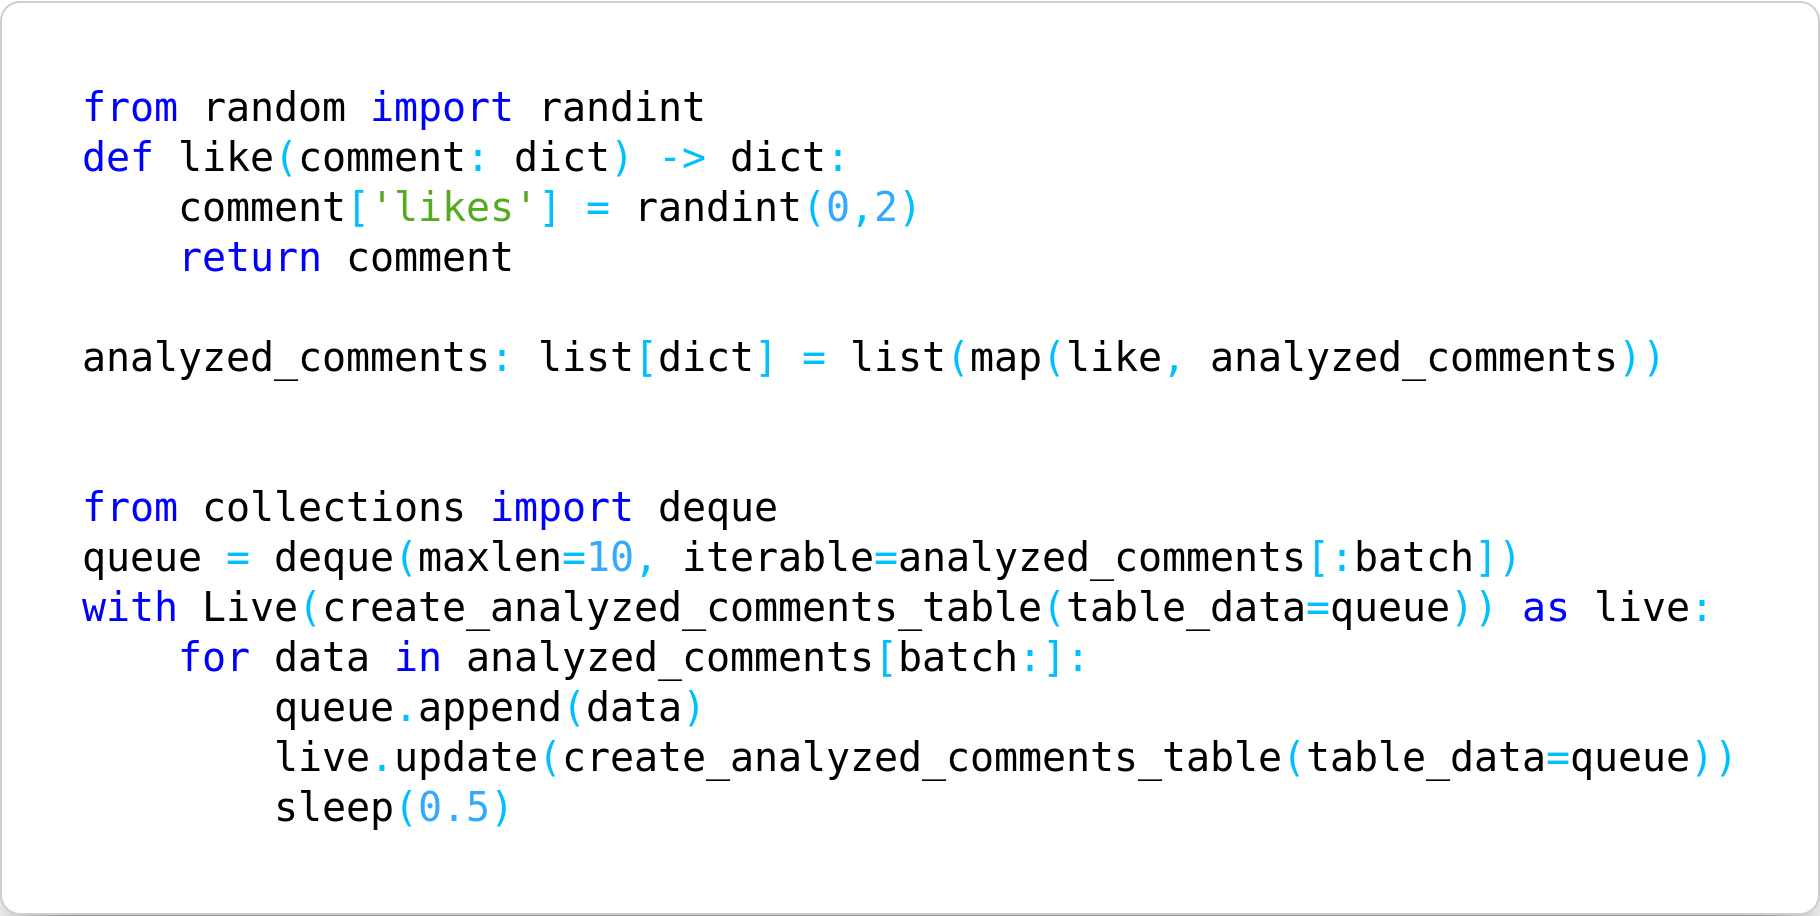 from random import randint
def like(comment: dict) -> dict:
    comment['likes'] = randint(0,2)
    return comment

analyzed_comments: list[dict] = list(map(like, analyzed_comments))


from collections import deque
queue = deque(maxlen=10, iterable=analyzed_comments[:batch])
with Live(create_analyzed_comments_table(table_data=queue)) as live:
    for data in analyzed_comments[batch:]:
        queue.append(data)
        live.update(create_analyzed_comments_table(table_data=queue))
        sleep(0.5)